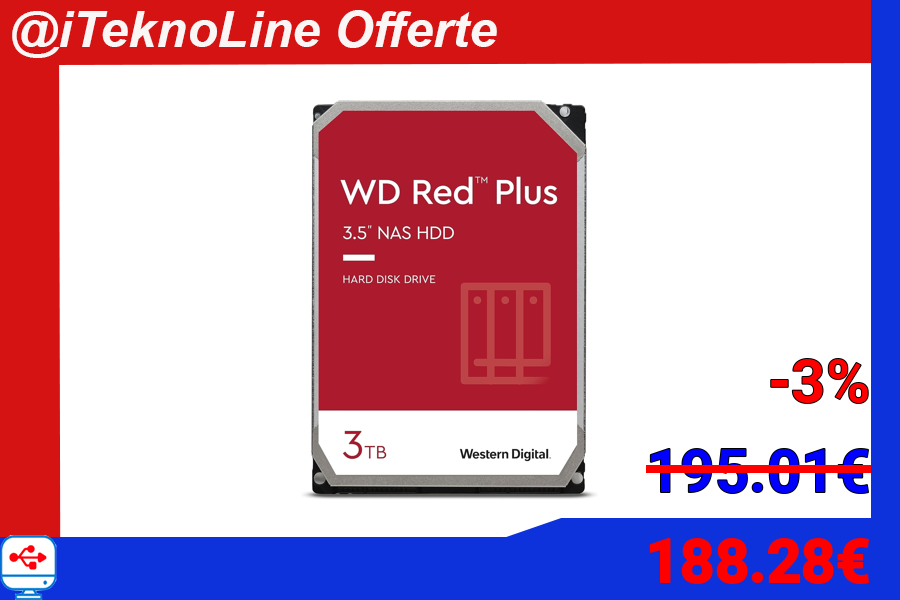 @iTeknoLine Offerte
WD Red™ Plus
3.5" NAS HDD
HARD DISK DRIVE
3TB
Western Digital.
-3%
195.01€
188.28€